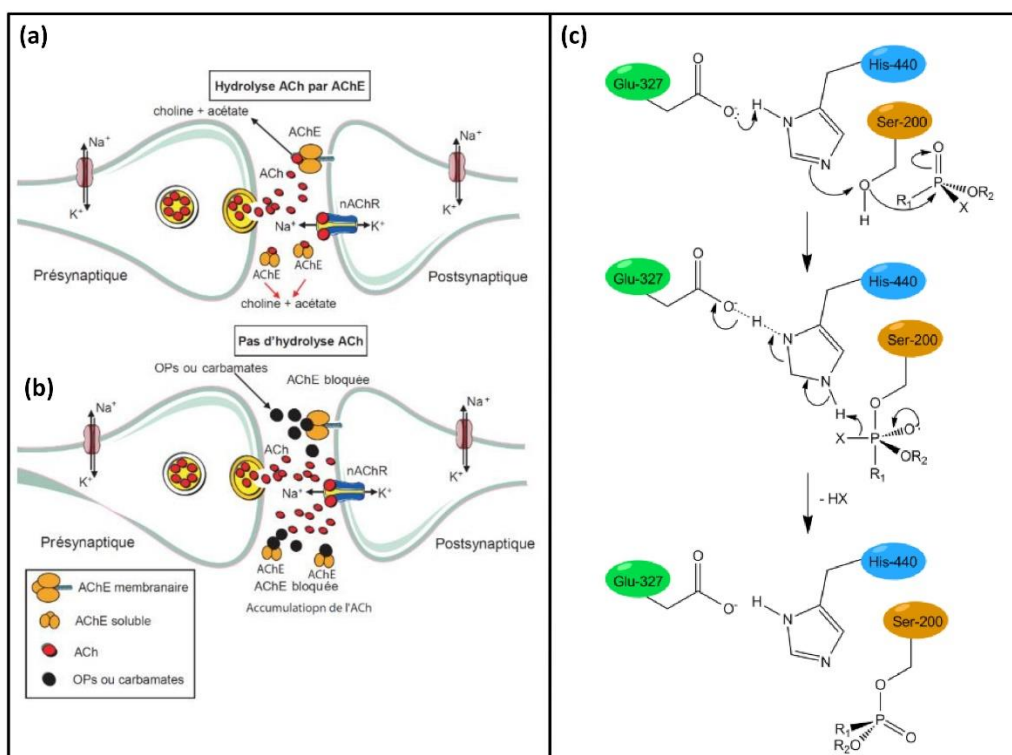 (a)
Hydrolyse ACh par AChE
choline + acétate
AChE
Na⁺
Na⁺
ACh
nAChR
K⁺
Na⁺
K⁺
K⁺
AChE
AChE
Présynaptique
Postsynaptique
choline + acétate
Pas d'hydrolyse ACh
(b)
OPs ou carbamates
AChE bloquée
Na⁺
Na⁺
ACh
nAChR
K⁺
Na⁺
K⁺
K⁺
Présynaptique
Postsynaptique
AChE
AChE
AChE bloquée
Accumulatiopn de l'ACh
AChE membranaire
AChE soluble
ACh
OPs ou carbamates
(c)
Glu-327
O
O:
H
N
N
His-440
Ser-200
O
H
O
R₁
P
OR₂
X
Glu-327
O
O-
H
N
N
H
His-440
Ser-200
O
X
P
O:
OR₂
R₁
- HX
Glu-327
O
O-
H
N
N
His-440
Ser-200
O
R₁
R₂O
P
O